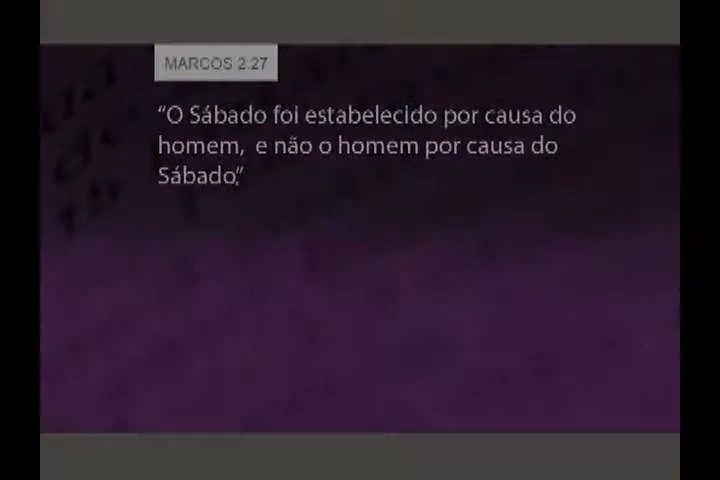 MARCOS 2:27
“O Sábado foi estabelecido por causa do
homem, e não o homem por causa do
Sábado,”